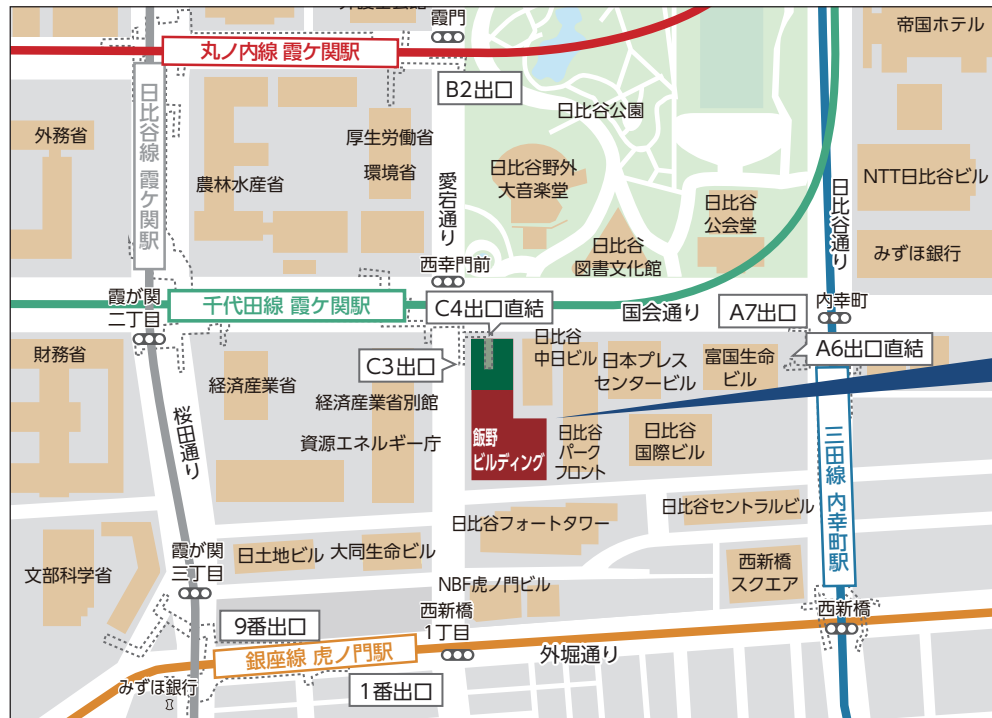 霞門
帝国ホテル
丸ノ内線 霞ケ関駅
B2出口
日比谷線 霞ケ関駅
外務省
厚生労働省
環境省
農林水産省
愛宕通り
日比谷公園
日比谷野外
大音楽堂
日比谷
公会堂
日比谷
図書文化館
日比谷通り
NTT日比谷ビル
みずほ銀行
西幸門前
霞が関
二丁目
千代田線 霞ケ関駅
C4出口直結
国会通り
A7出口
内幸町
財務省
C3出口
日比谷
中日ビル
日本プレス
センタービル
富国生命
ビル
A6出口直結
経済産業省
経済産業省別館
資源エネルギー庁
桜田通り
飯野
ビルディング
日比谷
パーク
フロント
日比谷
国際ビル
三田線 内幸町駅
日比谷フォートタワー
日比谷セントラルビル
文部科学省
霞が関
三丁目
日土地ビル
大同生命ビル
NBF虎ノ門ビル
西新橋
スクエア
西新橋
1丁目
西新橋
9番出口
銀座線 虎ノ門駅
外堀通り
みずほ銀行
1番出口